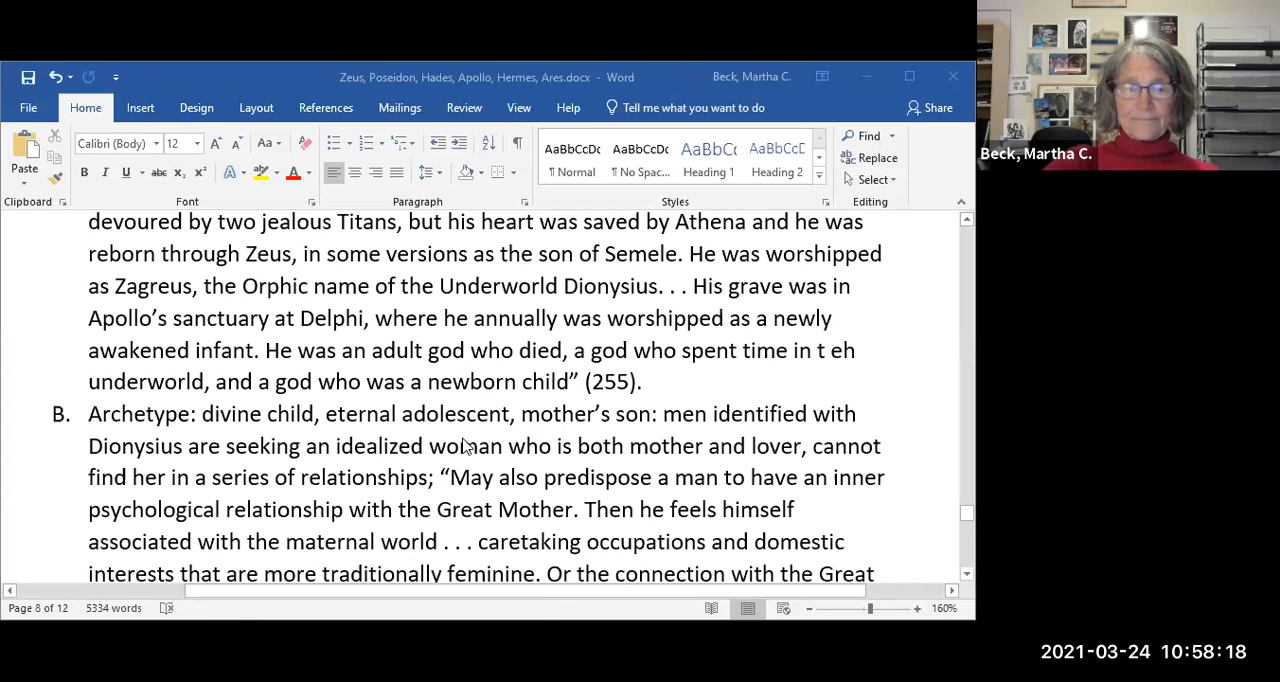 Zeus, Poseidon, Hades, Apollo, Hermes, Ares.docx - Word
Beck, Martha C.
File Home Insert Design Layout References Mailings Review View Help Tell me what you want to do Share
Paste
Calibri (Body) 12
AaBbCcDc AaBbCcDc AaBbC AaBbCcC
¶ Normal ¶ No Spac... Heading 1 Heading 2
Find
Replace
Select
Clipboard Font Paragraph Styles Editing
devoured by two jealous Titans, but his heart was saved by Athena and he was
reborn through Zeus, in some versions as the son of Semele. He was worshipped
as Zagreus, the Orphic name of the Underworld Dionysius. . . His grave was in
Apollo’s sanctuary at Delphi, where he annually was worshipped as a newly
awakened infant. He was an adult god who died, a god who spent time in t eh
underworld, and a god who was a newborn child” (255).
B. Archetype: divine child, eternal adolescent, mother’s son: men identified with
Dionysius are seeking an idealized woman who is both mother and lover, cannot
find her in a series of relationships; “May also predispose a man to have an inner
psychological relationship with the Great Mother. Then he feels himself
associated with the maternal world . . . caretaking occupations and domestic
interests that are more traditionally feminine. Or the connection with the Great
Page 8 of 12 5334 words 160%
Beck, Martha C.
2021-03-24 10:58:18